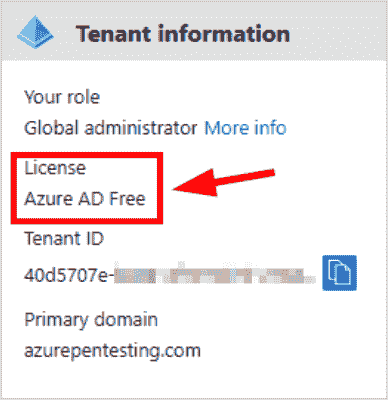 Tenant information
Your role
Global administrator More info
License
Azure AD Free
Tenant ID
40d5707e-
Primary domain
azurepentesting.com